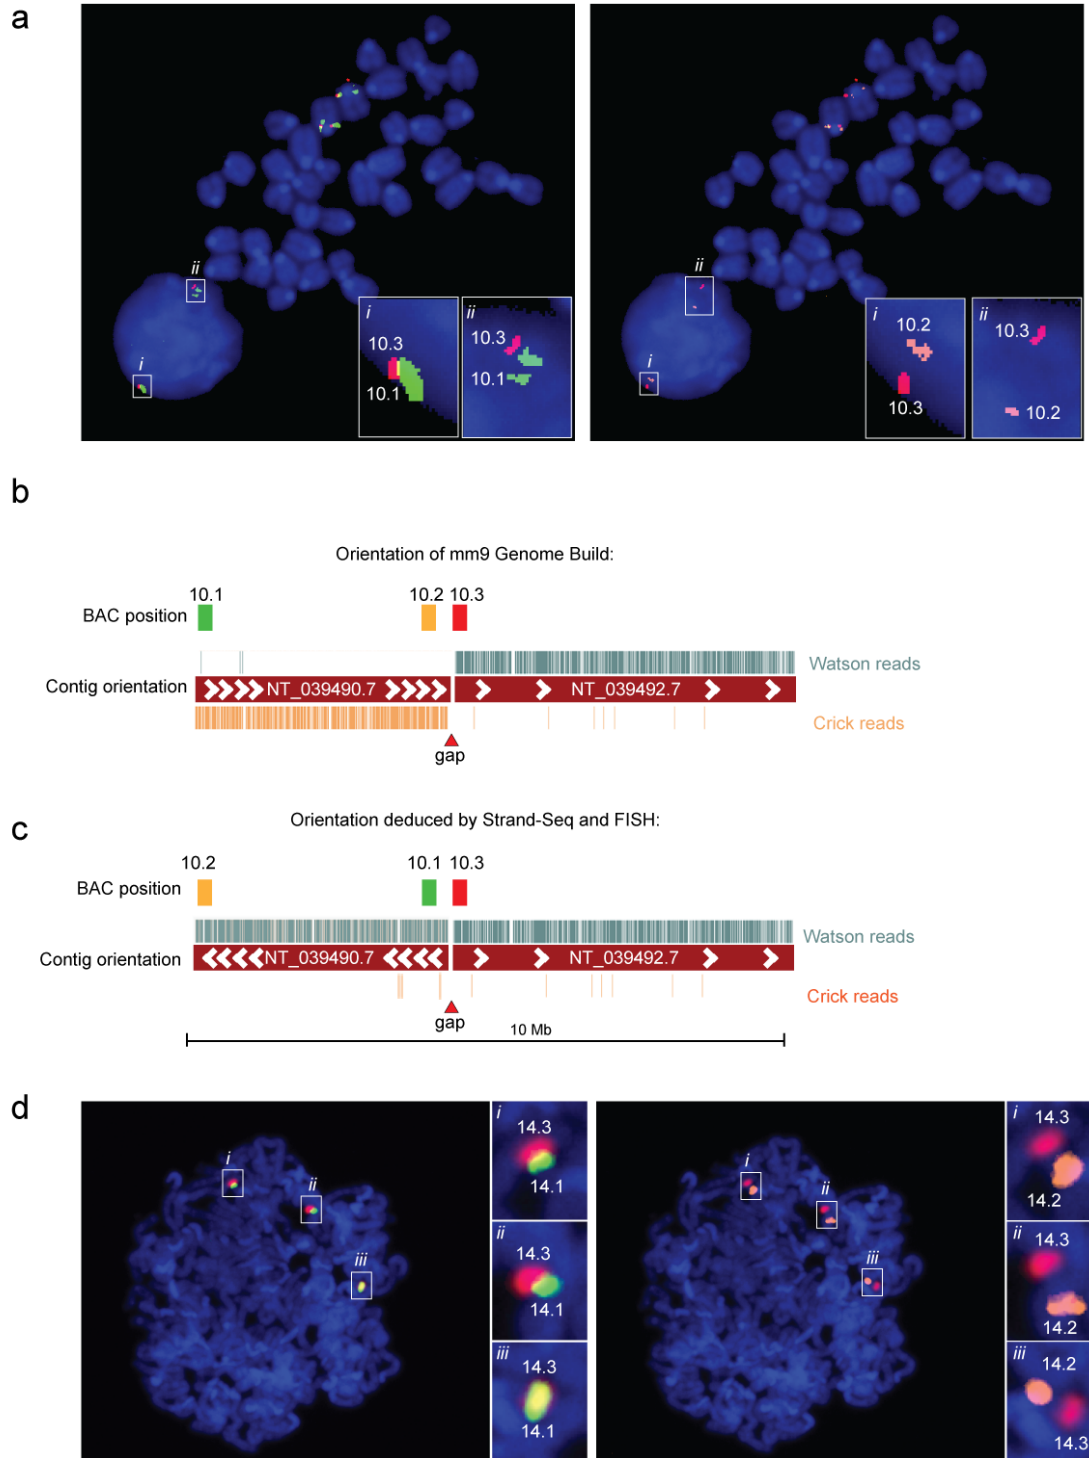 a
ii
i
i
10.3
10.1
ii
10.3
10.1
ii
i
i
10.2
10.3
ii
10.3
10.2
b
Orientation of mm9 Genome Build:
10.1 10.2 10.3
BAC position
Watson reads
Contig orientation NT_039490.7 NT_039492.7
Crick reads
gap
c
Orientation deduced by Strand-Seq and FISH:
10.2 10.1 10.3
BAC position
Watson reads
Contig orientation NT_039490.7 NT_039492.7
Crick reads
gap
10 Mb
d
i
ii
iii
i
14.3
14.1
ii
14.3
14.1
iii
14.3
14.1
i
ii
iii
i
14.3
14.2
ii
14.3
14.2
iii
14.2
14.3